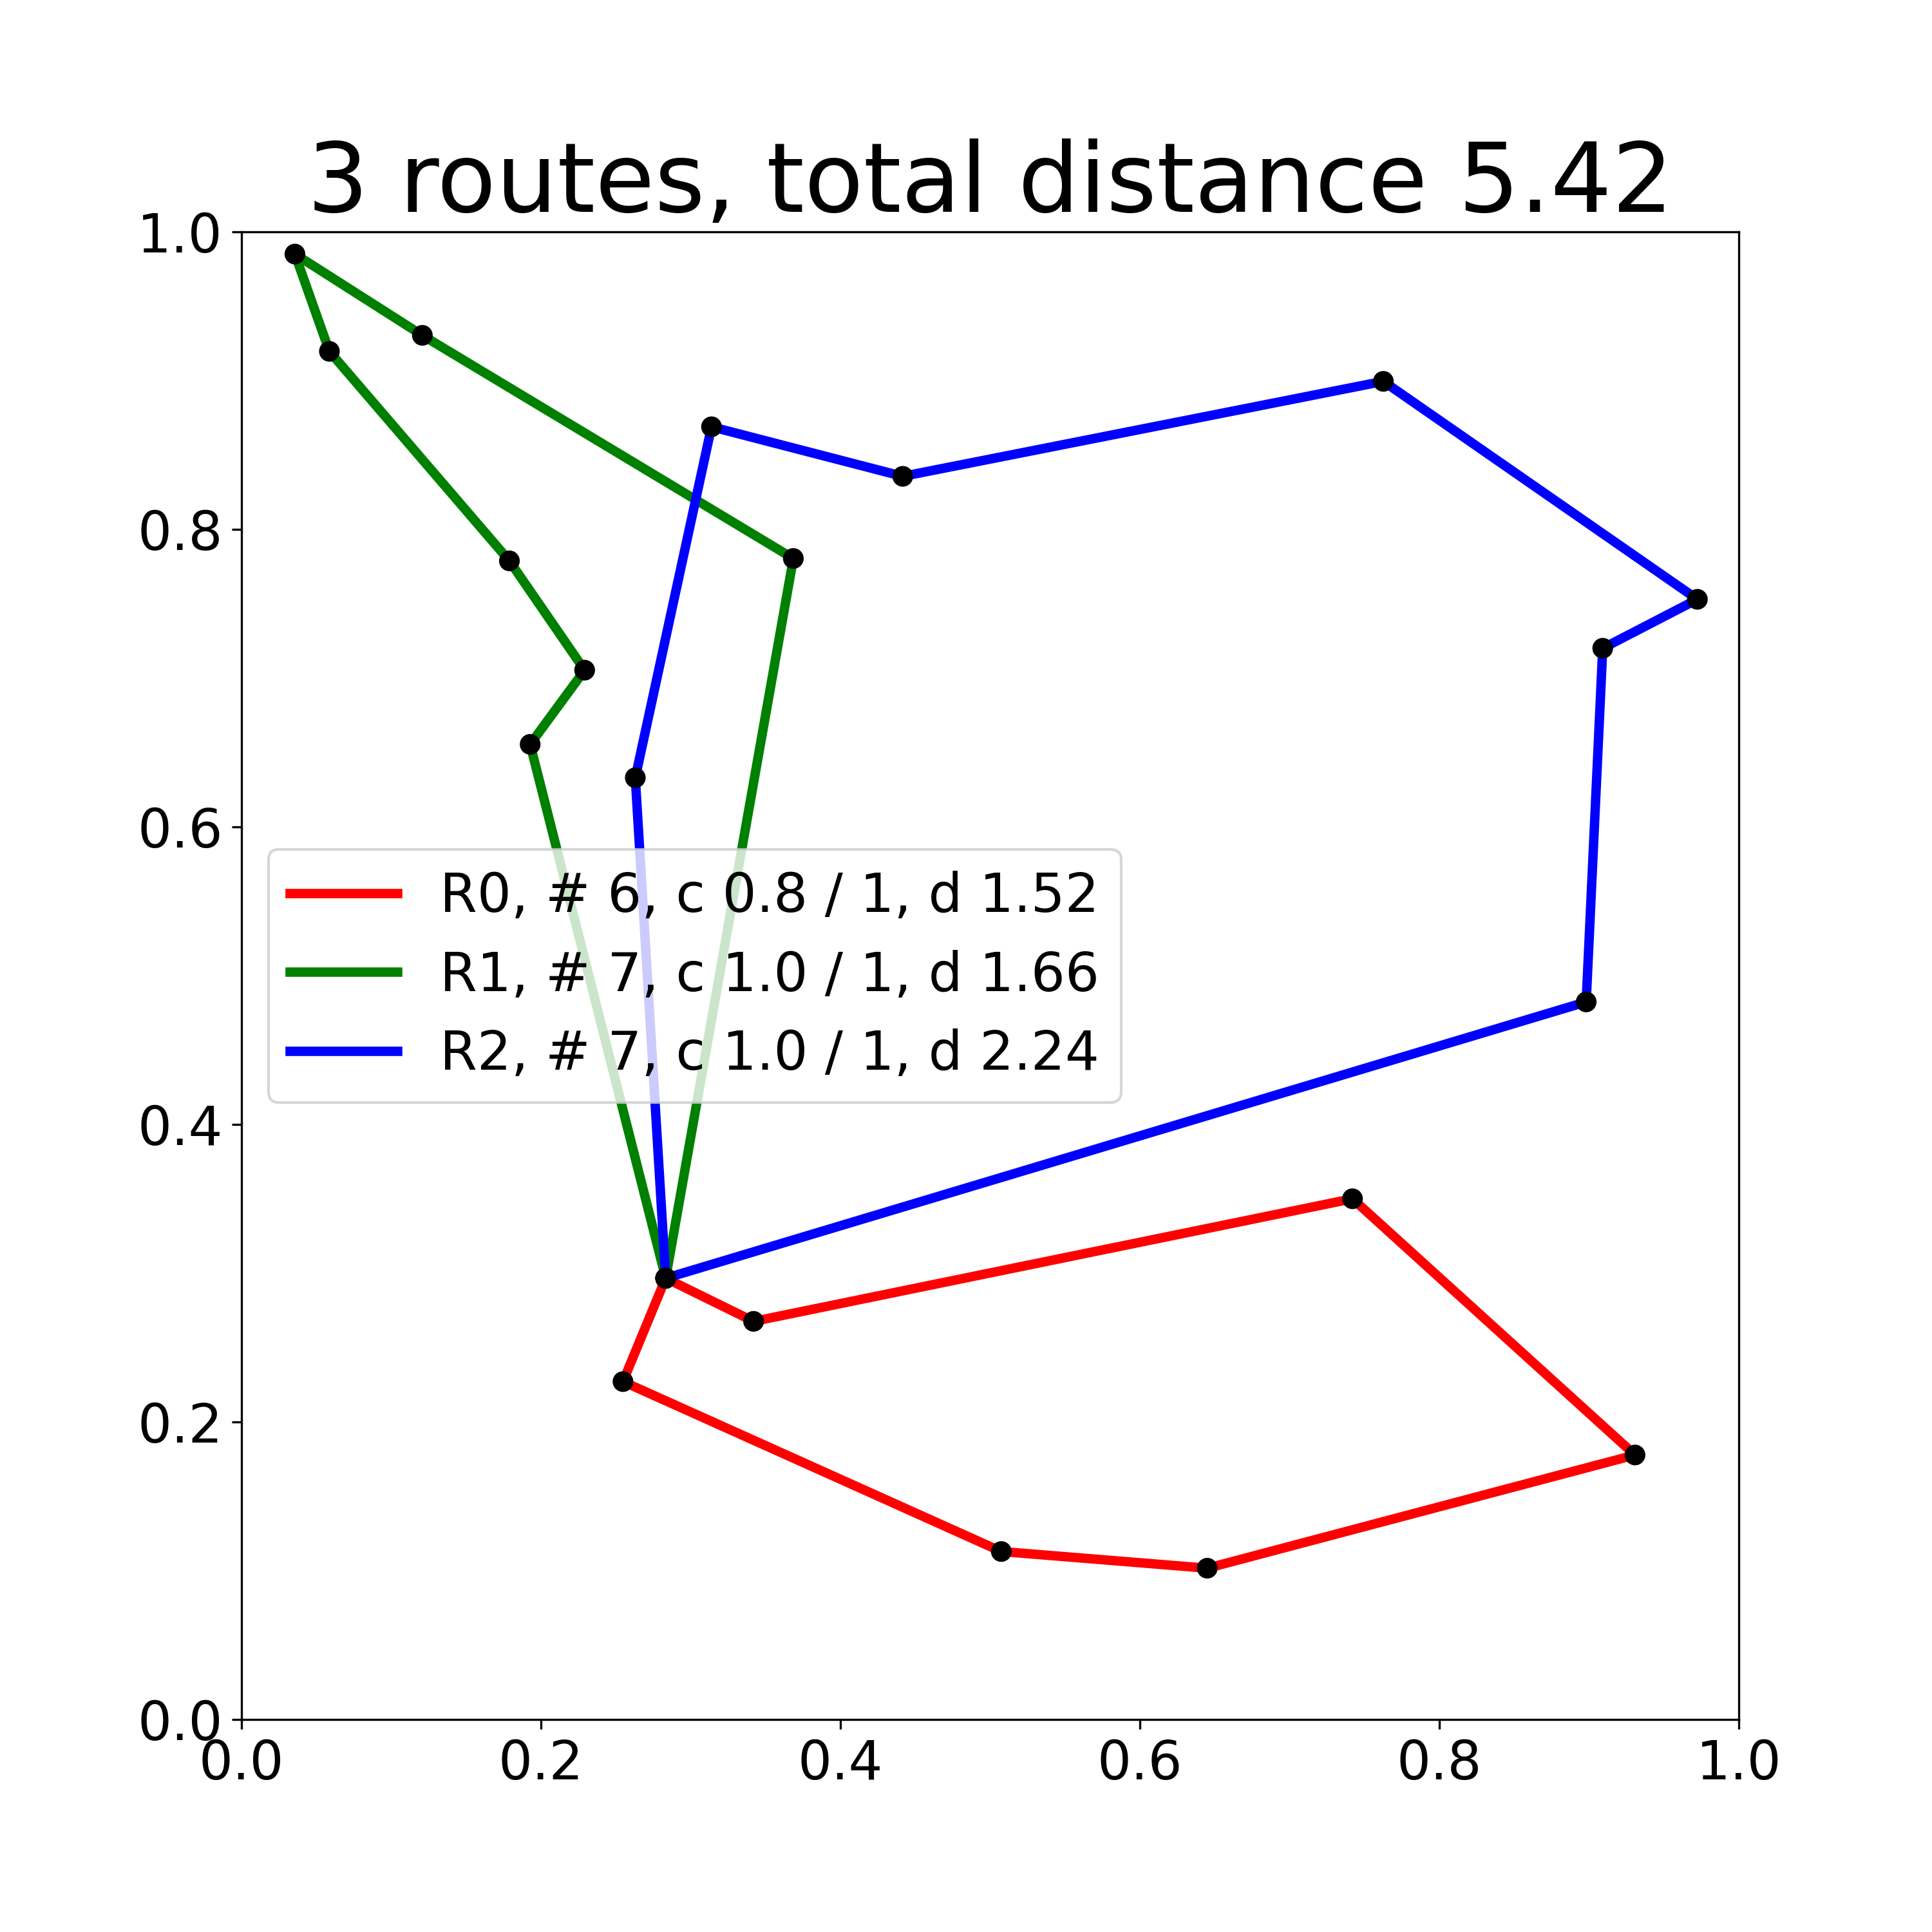 3 routes, total distance 5.42
1.0
0.8
0.6
R0, # 6, c 0.8 / 1, d 1.52
R1, # 7, c 1.0 / 1, d 1.66
R2, # 7, c 1.0 / 1, d 2.24
0.4
0.2
0.0
0.0 0.2 0.4 0.6 0.8 1.0